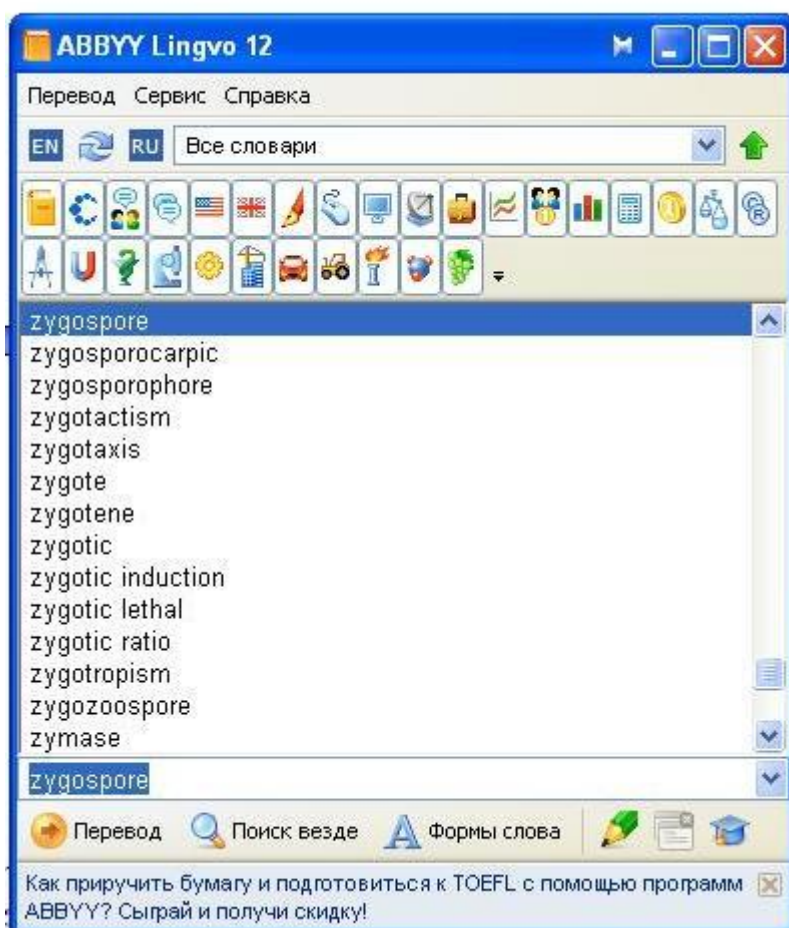 ABBYY Lingvo 12
Перевод Сервис Справка
EN RU Все словари
zygospore
zygosporocarpic
zygosporophore
zygotactism
zygotaxis
zygote
zygotene
zygotic
zygotic induction
zygotic lethal
zygotic ratio
zygotropism
zygozoospore
zymase
zygospore
Перевод Поиск везде Формы слова
Как приручить бумагу и подготовиться к TOEFL с помощью программ
ABBYY? Сыграй и получи скидку!